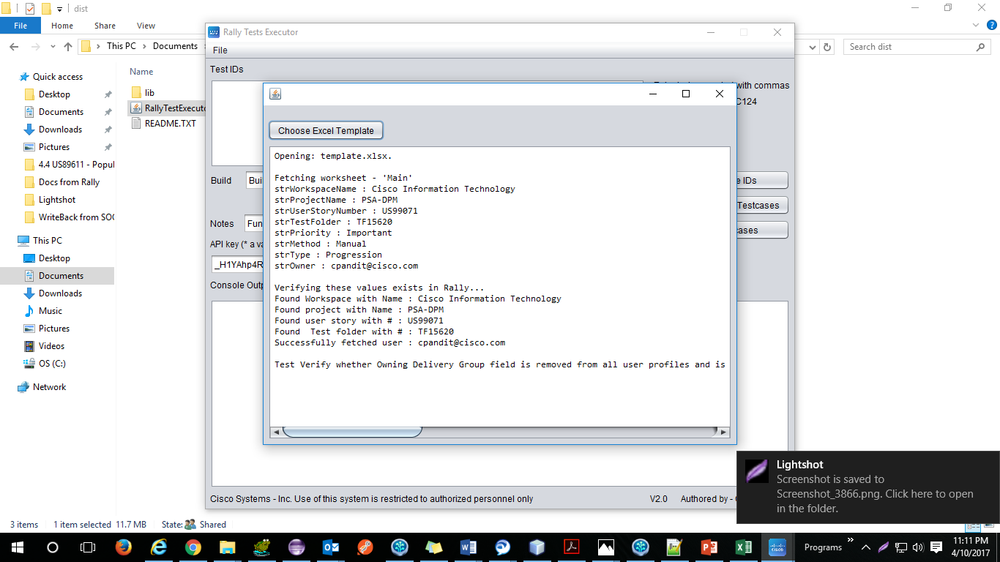 dist
File Home Share View
This PC Documents
Search dist
Quick access
Desktop
Documents
Downloads
Pictures
4.4 US89611 - Popul
Docs from Rally
Lightshot
WriteBack from SOC
This PC
Desktop
Documents
Downloads
Music
Pictures
Videos
OS (C:)
Network
Name
lib
RallyTestExecuto
README.TXT
Rally Tests Executor
File
Test IDs
with commas
C124
Build Buil
e IDs
Testcases
Notes Fun
ases
API key (* a va
_H1YAhp4R
Console Outp
Choose Excel Template
Opening: template.xlsx.
Fetching worksheet - 'Main'
strWorkspaceName : Cisco Information Technology
strProjectName : PSA-DPM
strUserStoryNumber : US99071
strTestFolder : TF15620
strPriority : Important
strMethod : Manual
strType : Progression
strOwner : cpandit@cisco.com
Verifying these values exists in Rally...
Found Workspace with Name : Cisco Information Technology
Found project with Name : PSA-DPM
Found user story with # : US99071
Found  Test folder with # : TF15620
Successfully fetched user : cpandit@cisco.com
Test Verify whether Owning Delivery Group field is removed from all user profiles and is
Cisco Systems - Inc. Use of this system is restricted to authorized personnel only V2.0 Authored by -
Lightshot
Screenshot is saved to
Screenshot_3866.png. Click here to open
in the folder.
3 items 1 item selected 11.7 MB State: Shared
Programs
11:11 PM
4/10/2017